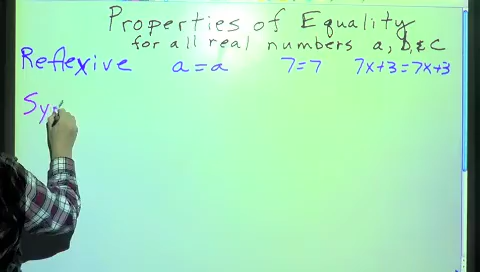 Properties of Equality
for all real numbers a, b, & c
Reflexive a = a 7 = 7 7x+3 = 7x+3
Sy